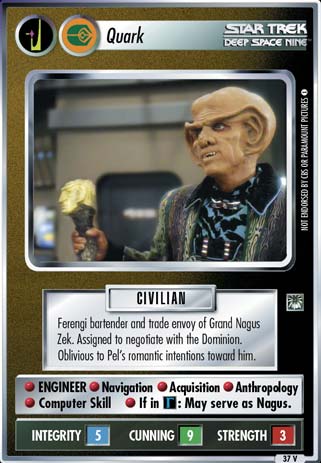 Quark
STAR TREK
DEEP SPACE NINE
NOT ENDORSED BY CBS OR PARAMOUNT PICTURES
CIVILIAN
Ferengi bartender and trade envoy of Grand Nagus
Zek. Assigned to negotiate with the Dominion.
Oblivious to Pel's romantic intentions toward him.
ENGINEER Navigation Acquisition Anthropology
Computer Skill If in : May serve as Nagus.
INTEGRITY 5 CUNNING 9 STRENGTH 3
37 V